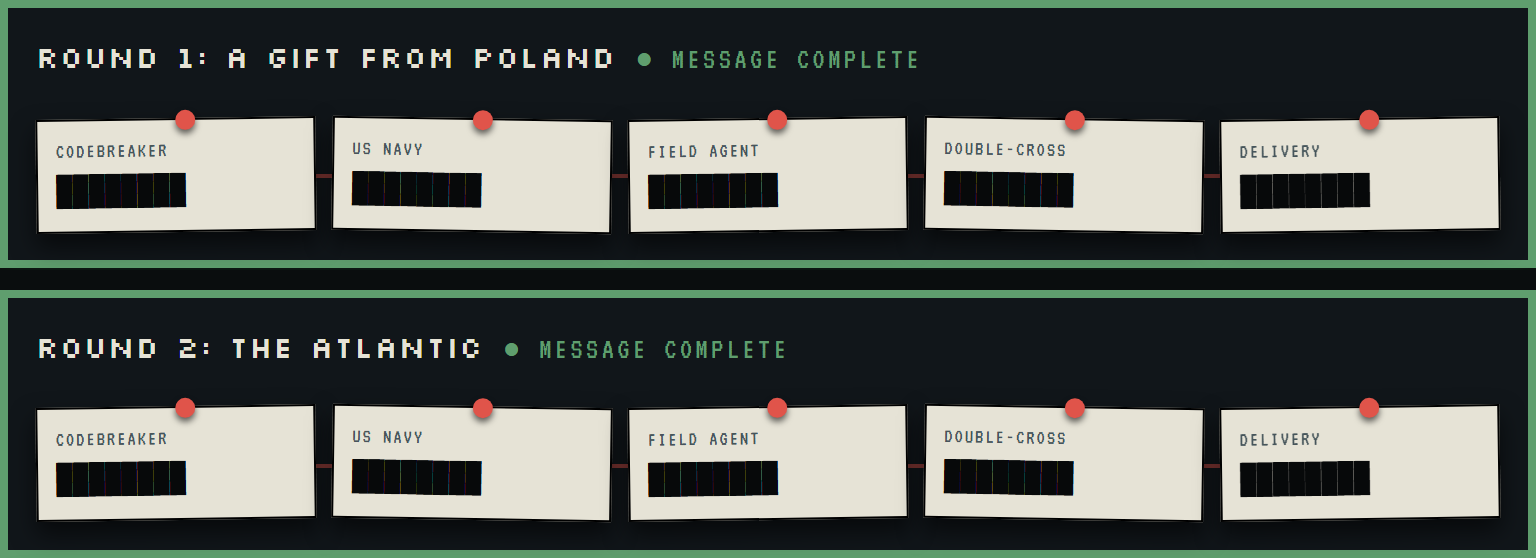 ROUND 1: A GIFT FROM POLAND ● MESSAGE COMPLETE
CODEBREAKER US NAVY FIELD AGENT DOUBLE-CROSS DELIVERY
████████ ████████ ████████ ████████ ████████
ROUND 2: THE ATLANTIC ● MESSAGE COMPLETE
CODEBREAKER US NAVY FIELD AGENT DOUBLE-CROSS DELIVERY
████████ ████████ ████████ ████████ ████████